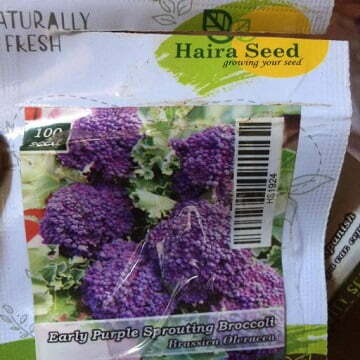 NATURALLY
FRESH
Haira Seed
growing your seed
100
SEEDS
HS1924
Early Purple Sprouting Broccoli
Brassica Oleracea